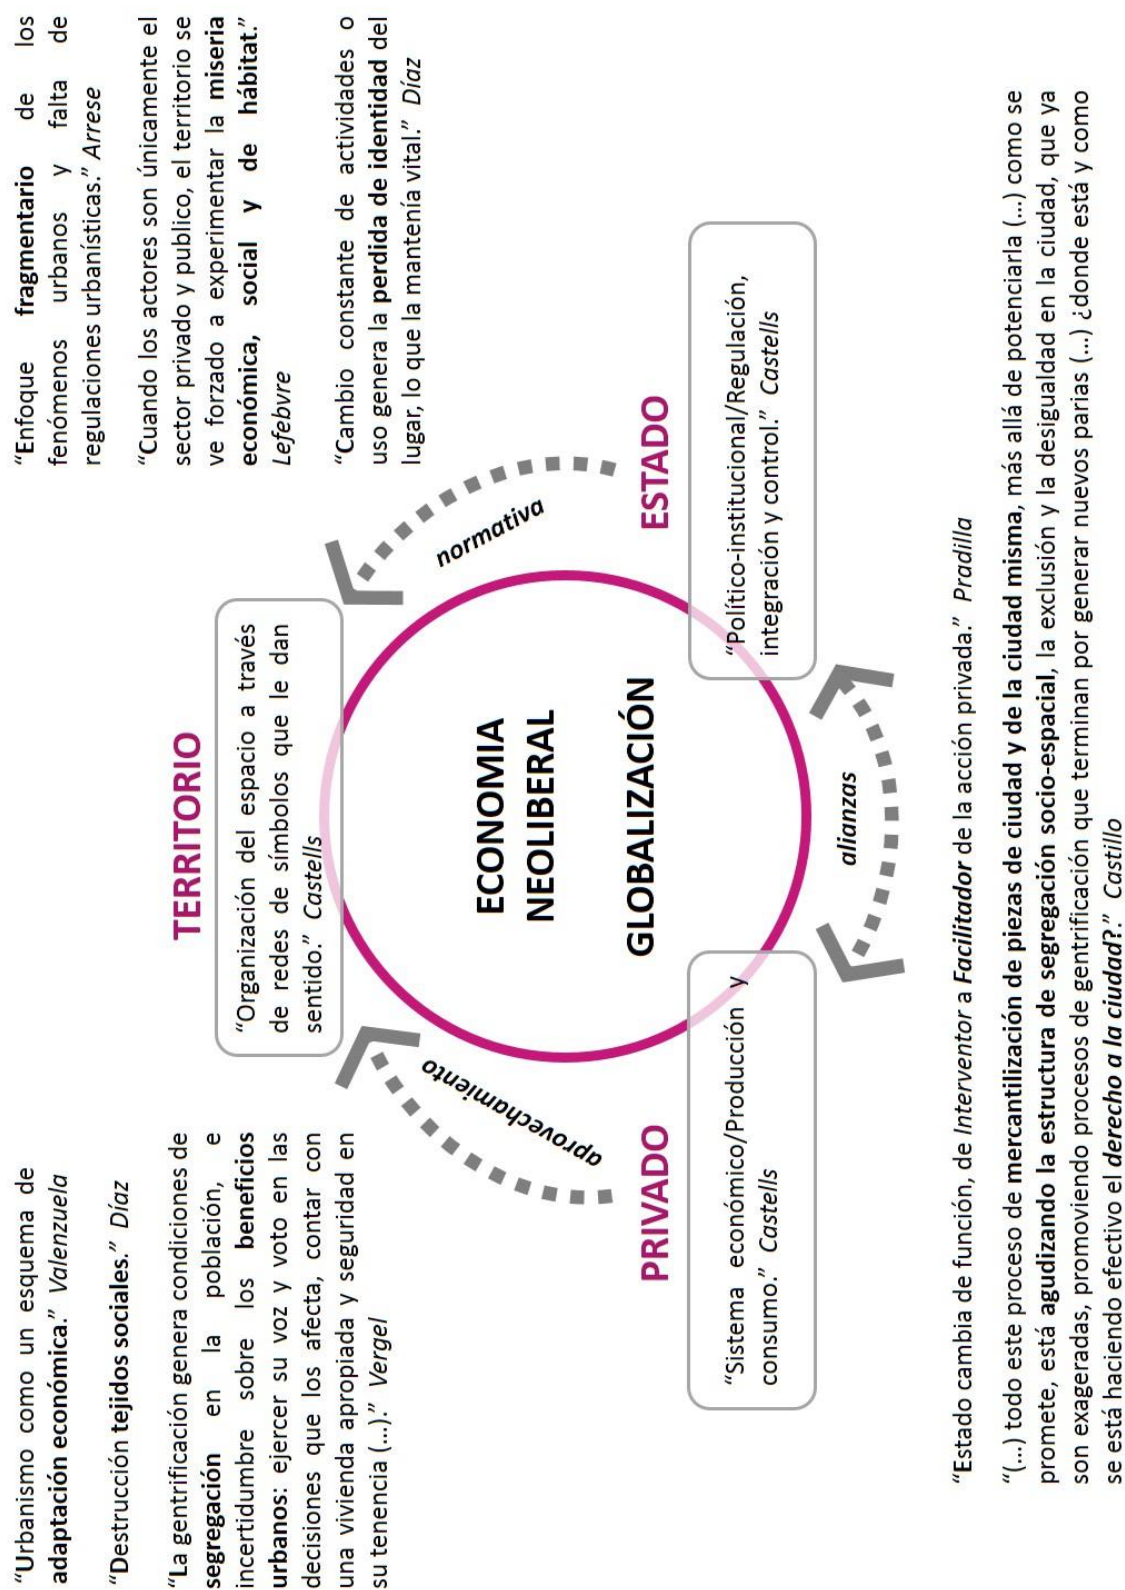 “Urbanismo como un esquema de
adaptación económica.” Valenzuela
“Destrucción tejidos sociales.” Díaz
“La gentrificación genera condiciones de
segregación en la población, e
incertidumbre sobre los beneficios
urbanos: ejercer su voz y voto en las
decisiones que los afecta, contar con
una vivienda apropiada y seguridad en
su tenencia (…).” Vergel
TERRITORIO
“Organización del espacio a través
de redes de símbolos que le dan
sentido.” Castells
“Enfoque fragmentario de los
fenómenos urbanos y falta de
regulaciones urbanísticas.” Arrese
“Cuando los actores son únicamente el
sector privado y publico, el territorio se
ve forzado a experimentar la miseria
económica, social y de hábitat.”
Lefebvre
“Cambio constante de actividades o
uso genera la perdida de identidad del
lugar, lo que la mantenía vital.” Díaz
aprovechamiento
normativa
ECONOMIA
NEOLIBERAL
GLOBALIZACIÓN
PRIVADO
“Sistema económico/Producción y
consumo.” Castells
ESTADO
“Político-institucional/Regulación,
integración y control.” Castells
alianzas
“Estado cambia de función, de Interventor a Facilitador de la acción privada.” Pradilla
“(…) todo este proceso de mercantilización de piezas de ciudad y de la ciudad misma, más allá de potenciarla (…) como se
promete, está agudizando la estructura de segregación socio-espacial, la exclusión y la desigualdad en la ciudad, que ya
son exageradas, promoviendo procesos de gentrificación que terminan por generar nuevos parias (…) ¿donde está y como
se está haciendo efectivo el derecho a la ciudad?.” Castillo